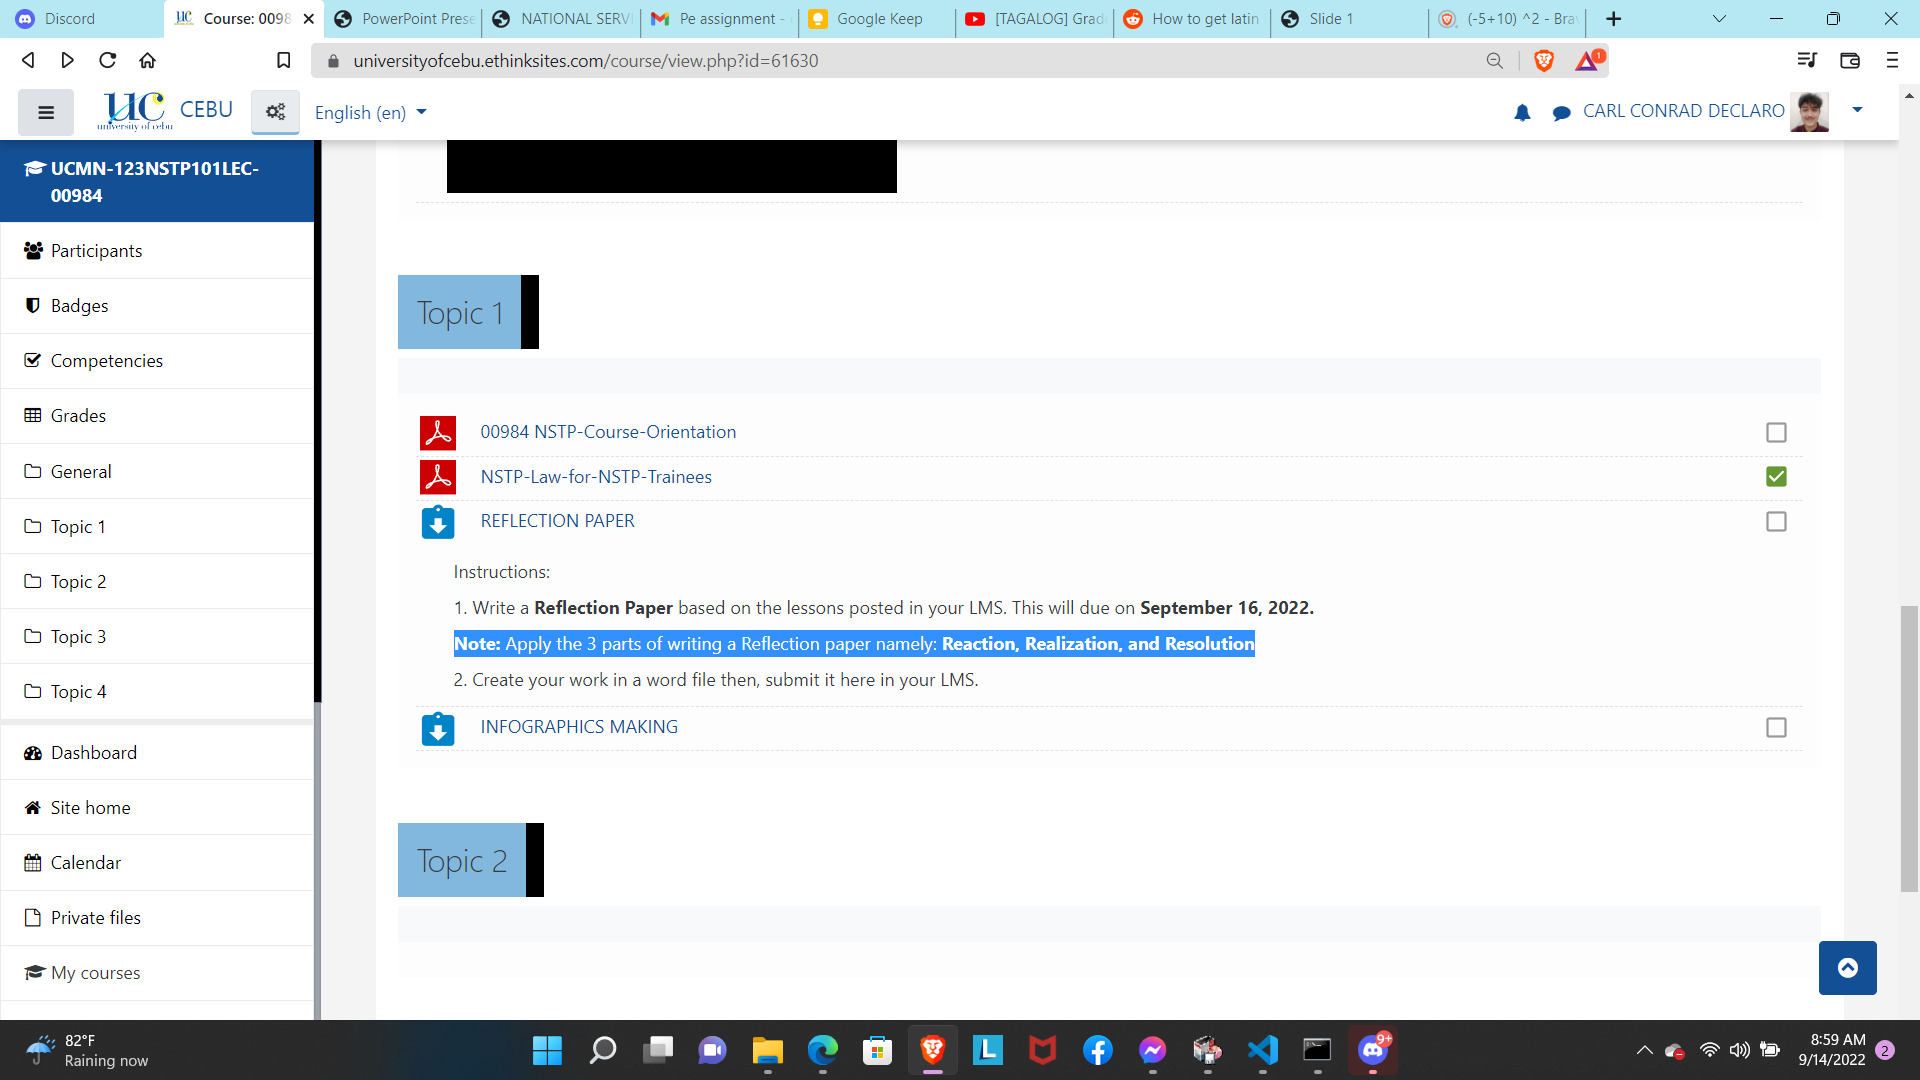 Discord
Course: 0098
PowerPoint Prese
NATIONAL SERVI
Pe assignment -
Google Keep
[TAGALOG] Grad
How to get latin
Slide 1
(-5+10) ^2 - Brav
universityofcebu.ethinksites.com/course/view.php?id=61630
1
UC
university of cebu
CEBU
English (en)
CARL CONRAD DECLARO
UCMN-123NSTP101LEC-
00984
Participants
Badges
Competencies
Grades
General
Topic 1
Topic 2
Topic 3
Topic 4
Dashboard
Site home
Calendar
Private files
My courses
Topic 1
00984 NSTP-Course-Orientation
NSTP-Law-for-NSTP-Trainees
REFLECTION PAPER
Instructions:
1. Write a Reflection Paper based on the lessons posted in your LMS. This will due on September 16, 2022.
Note: Apply the 3 parts of writing a Reflection paper namely: Reaction, Realization, and Resolution
2. Create your work in a word file then, submit it here in your LMS.
INFOGRAPHICS MAKING
Topic 2
82°F
Raining now
L
9+
8:59 AM
9/14/2022
2